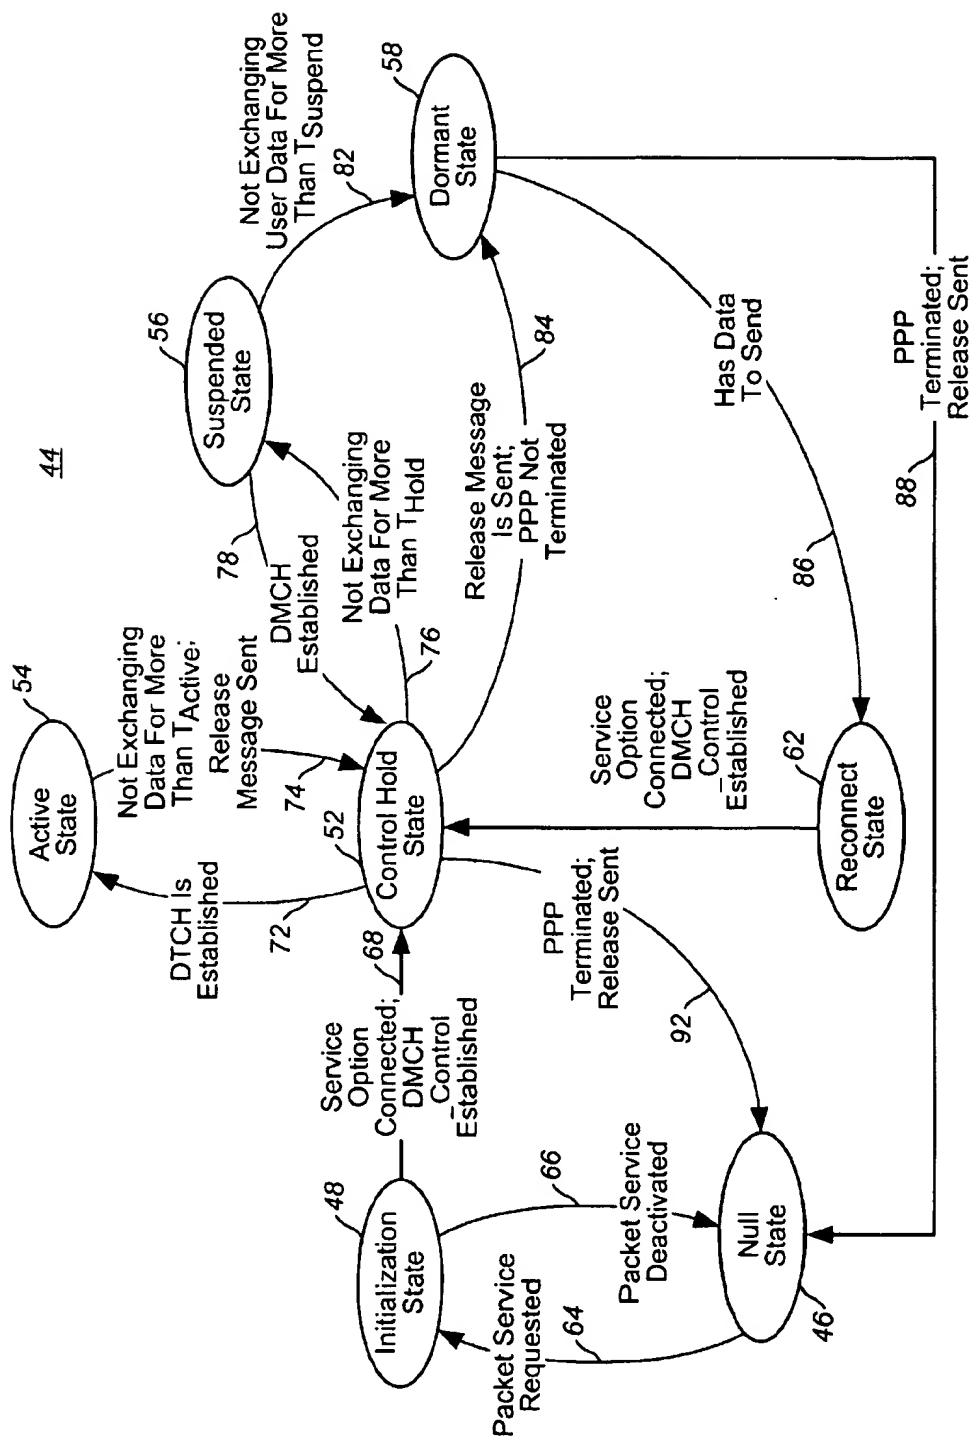 44
54
Active
State
DTCH Is
Established
72
Not Exchanging
Data For More
Than TActive;
Release
Message Sent
74
56
Suspended
State
78
DMCH
Established
Not Exchanging
Data For More
Than THold
76
Not Exchanging
User Data For More
Than TSuspend
82
58
Dormant
State
48
Initialization
State
Service
Option
Connected;
DMCH
Control
Established
68
52
Control Hold
State
Release Message
Is Sent;
PPP Not
Terminated
84
Packet Service
Requested
64
66
Packet Service
Deactivated
PPP
Terminated;
Release Sent
92
Service
Option
Connected;
DMCH
Control
Established
Has Data
To Send
86
46
Null
State
62
Reconnect
State
88
PPP
Terminated;
Release Sent